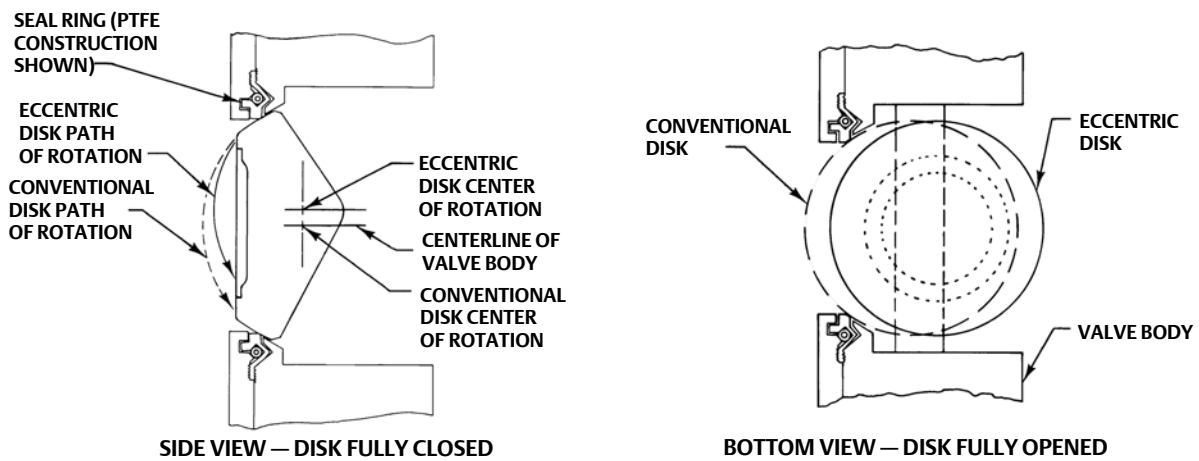 SEAL RING (PTFE
CONSTRUCTION
SHOWN)
ECCENTRIC
DISK PATH
OF ROTATION
CONVENTIONAL
DISK PATH
OF ROTATION
ECCENTRIC
DISK CENTER
OF ROTATION
CENTERLINE OF
VALVE BODY
CONVENTIONAL
DISK CENTER
OF ROTATION
SIDE VIEW — DISK FULLY CLOSED
CONVENTIONAL
DISK
ECCENTRIC
DISK
VALVE BODY
BOTTOM VIEW — DISK FULLY OPENED